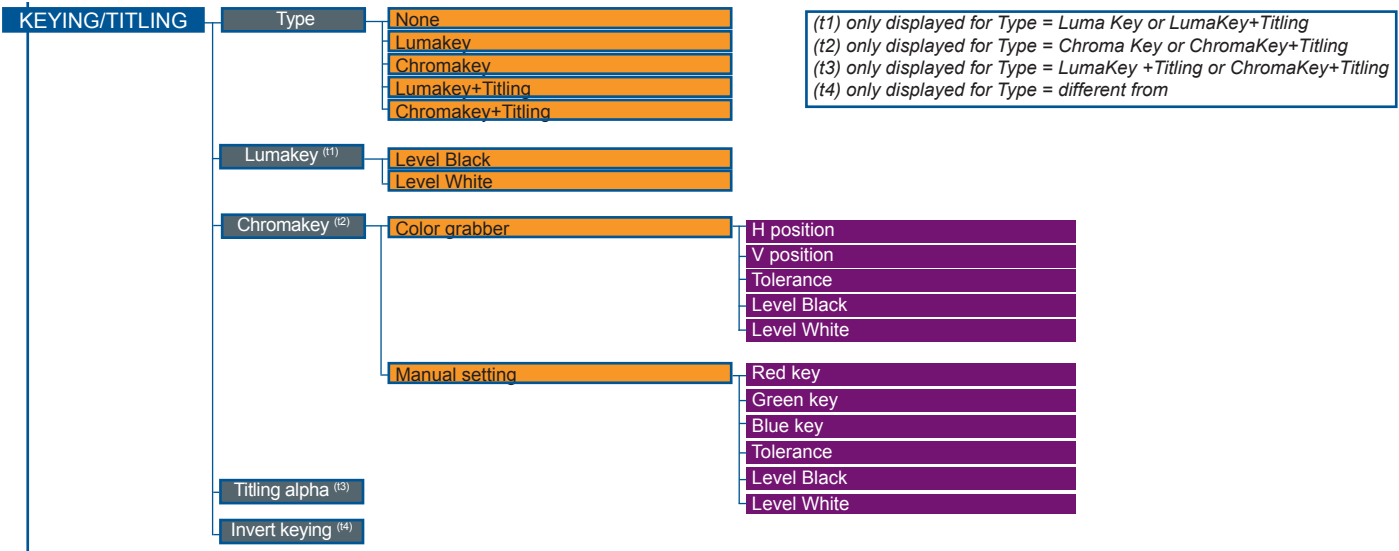 KEYING/TITLING
Type
None
Lumakey
Chromakey
Lumakey+Titling
Chromakey+Titling
(t1) only displayed for Type = Luma Key or LumaKey+Titling
(t2) only displayed for Type = Chroma Key or ChromaKey+Titling
(t3) only displayed for Type = LumaKey +Titling or ChromaKey+Titling
(t4) only displayed for Type = different from
Lumakey (t1)
Level Black
Level White
Chromakey (t2)
Color grabber
H position
V position
Tolerance
Level Black
Level White
Manual setting
Red key
Green key
Blue key
Tolerance
Level Black
Level White
Titling alpha (t3)
Invert keying (t4)